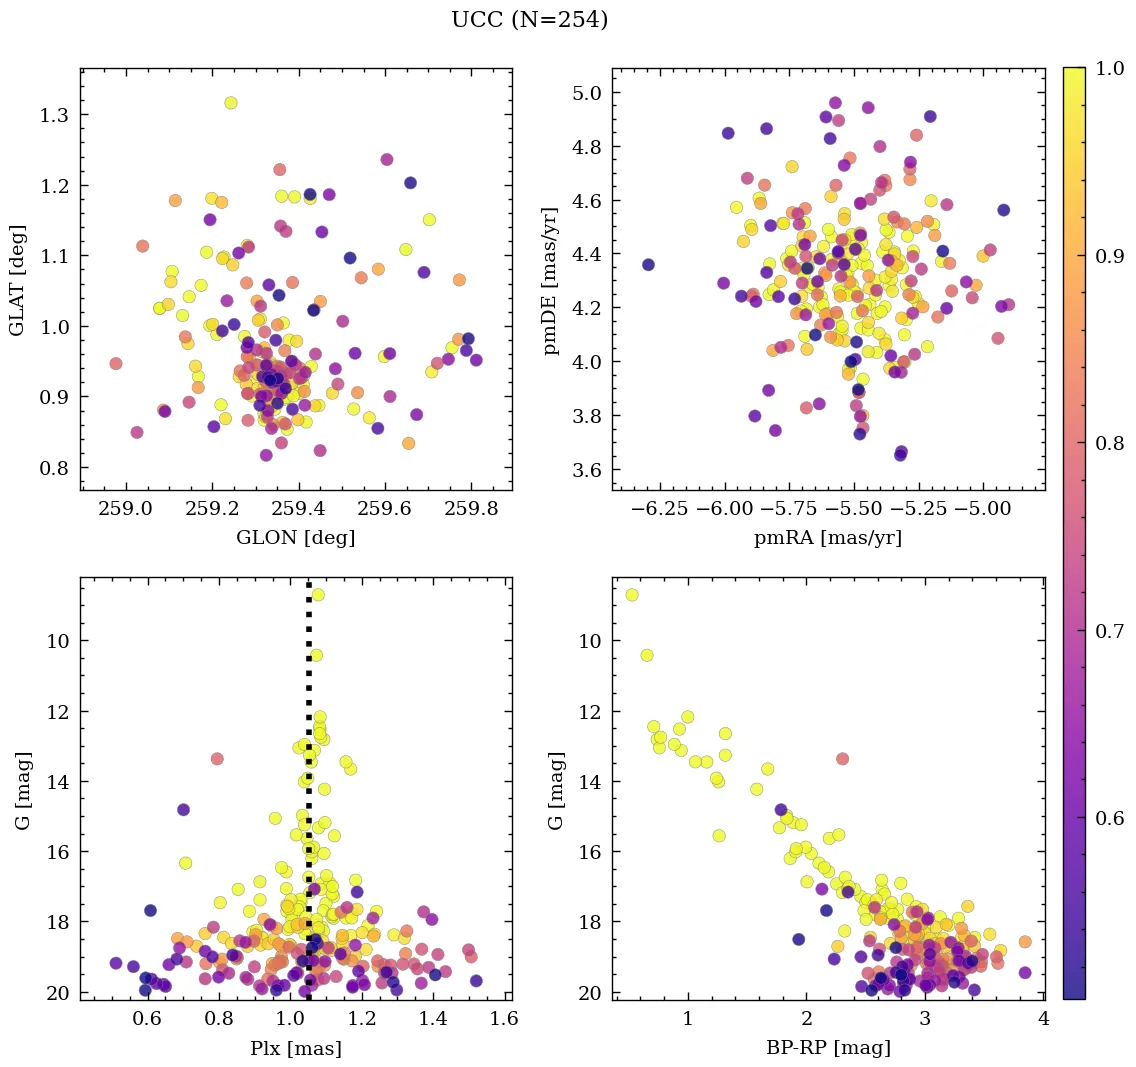 UCC (N=254)
1.3
1.2
1.1
1.0
0.9
0.8
GLAT [deg]
259.0 259.2 259.4 259.6 259.8
GLON [deg]
5.0
4.8
4.6
4.4
4.2
4.0
3.8
3.6
pmDE [mas/yr]
−6.25 −6.00 −5.75 −5.50 −5.25 −5.00
pmRA [mas/yr]
1.0
0.9
0.8
0.7
0.6
10
12
14
16
18
20
G [mag]
0.6 0.8 1.0 1.2 1.4 1.6
Plx [mas]
10
12
14
16
18
20
G [mag]
1 2 3 4
BP-RP [mag]